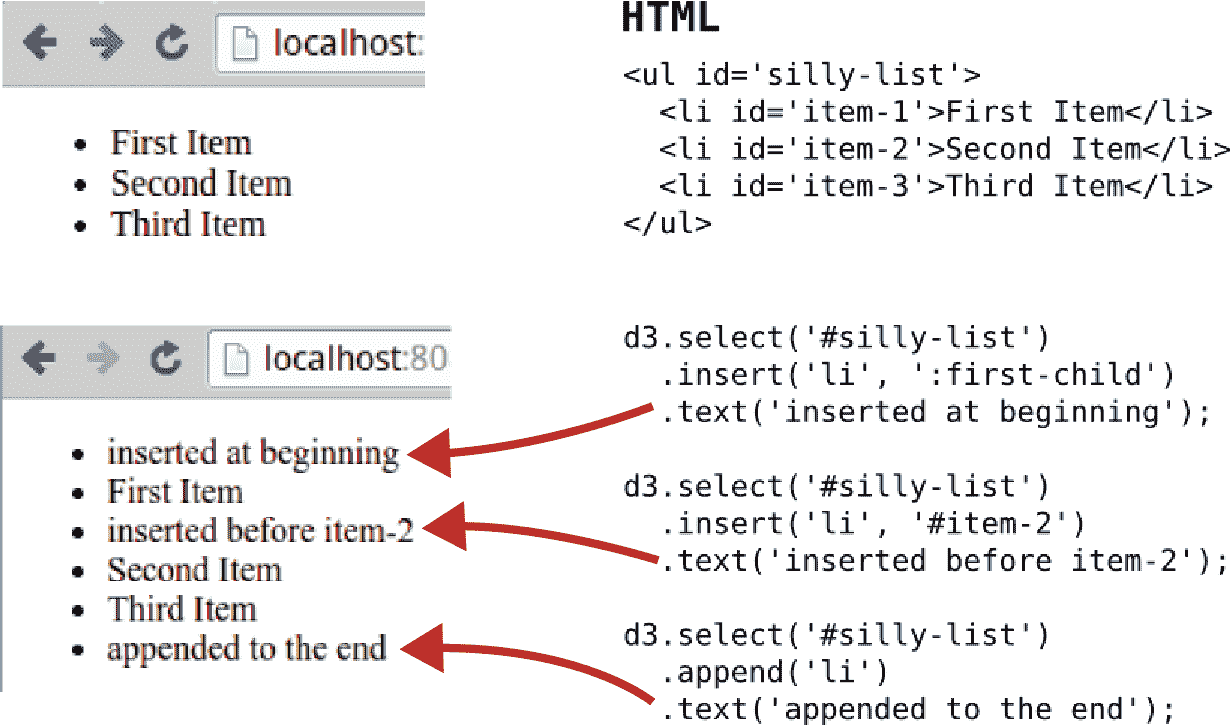 localhost:
• First Item
• Second Item
• Third Item
HTML
<ul id='silly-list'>
  <li id='item-1'>First Item</li>
  <li id='item-2'>Second Item</li>
  <li id='item-3'>Third Item</li>
</ul>
localhost:80
• inserted at beginning
• First Item
• inserted before item-2
• Second Item
• Third Item
• appended to the end
d3.select('#silly-list')
  .insert('li', ':first-child')
  .text('inserted at beginning');
d3.select('#silly-list')
  .insert('li', '#item-2')
  .text('inserted before item-2');
d3.select('#silly-list')
  .append('li')
  .text('appended to the end');